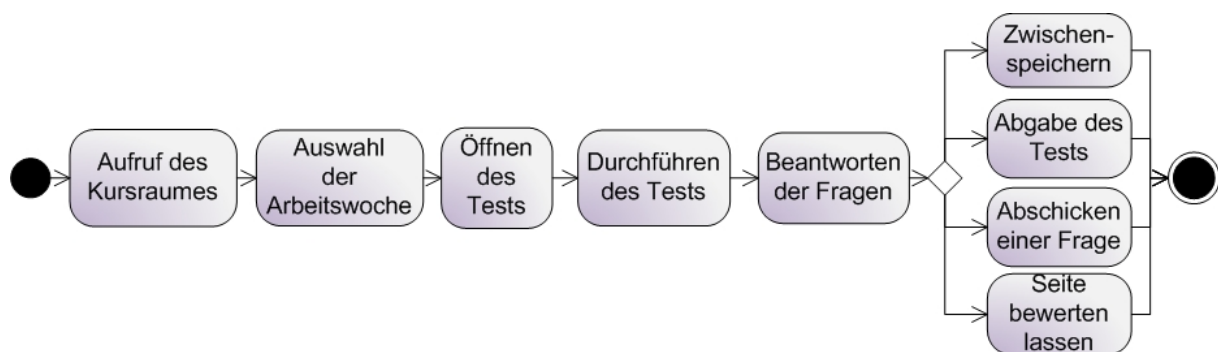 Aufruf des
Kursraumes
Auswahl
der
Arbeitswoche
Öffnen
des
Tests
Durchführen
des Tests
Beantworten
der Fragen
Zwischen-
speichern
Abgabe des
Tests
Abschicken
einer Frage
Seite
bewerten
lassen